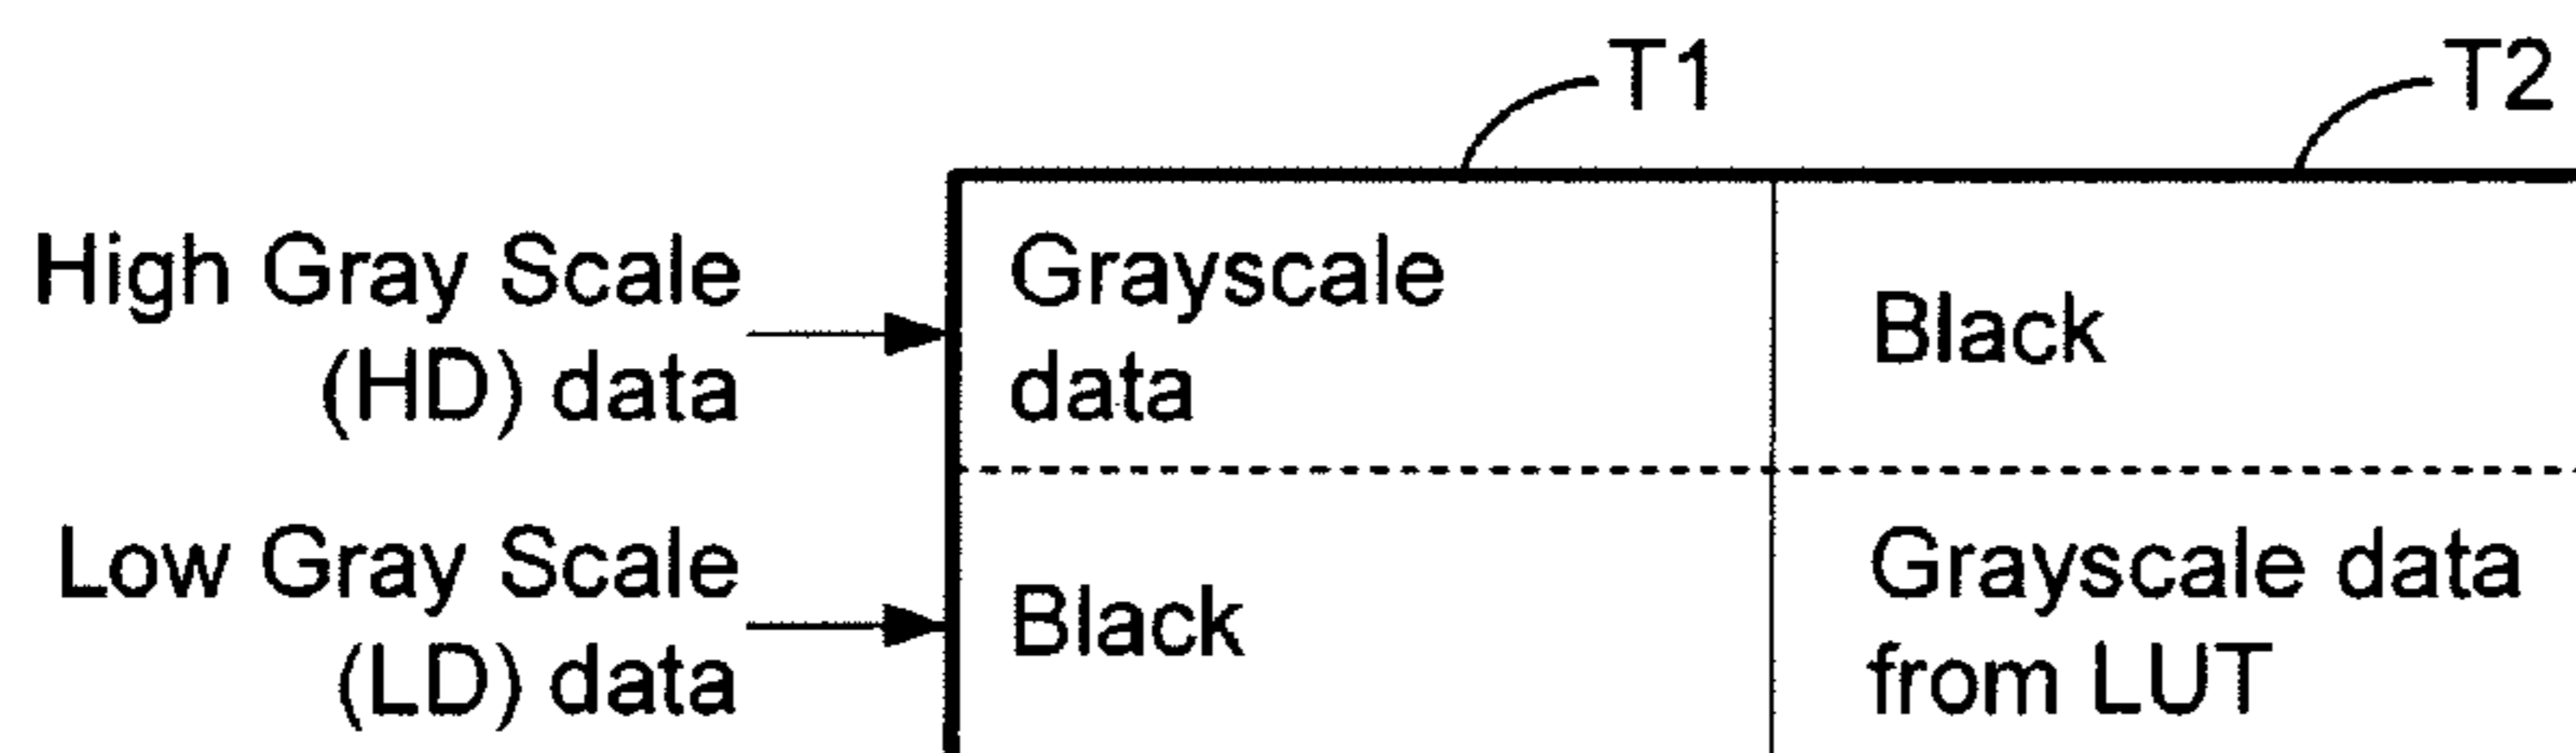 T1
T2
High Gray Scale
(HD) data
Grayscale
data
Black
Low Gray Scale
(LD) data
Black
Grayscale data
from LUT